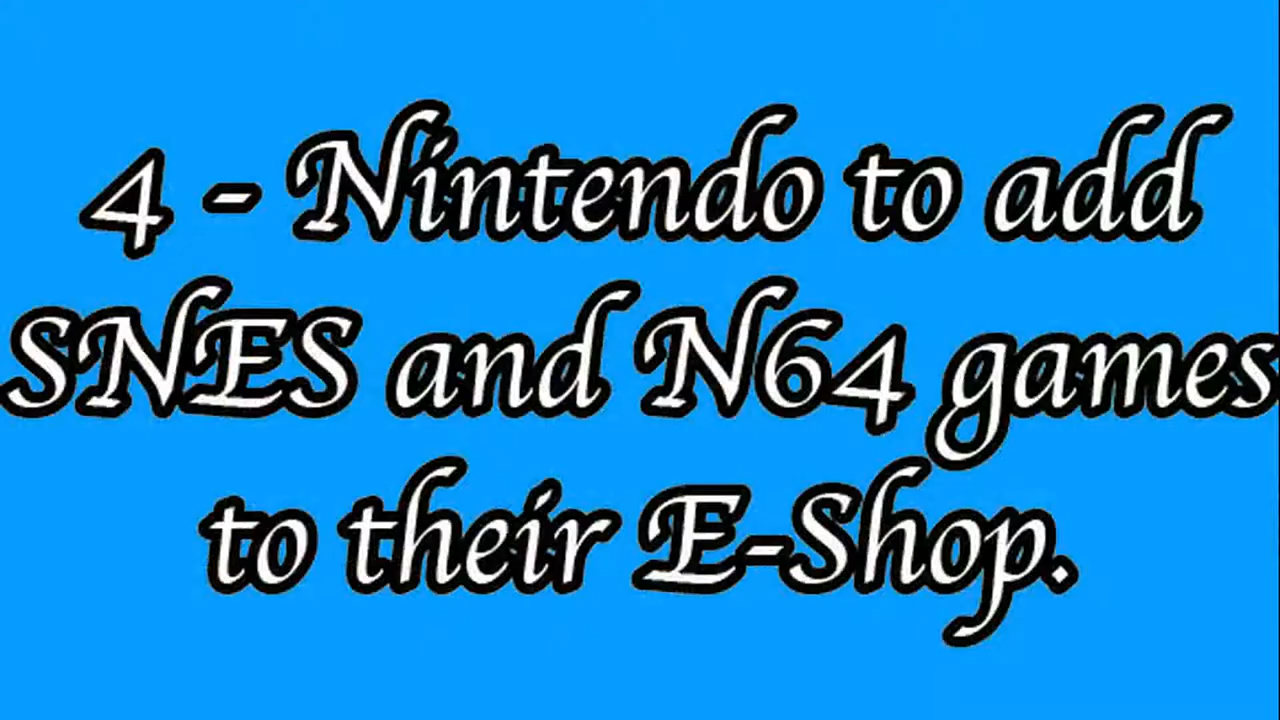 4 - Nintendo to add
SNES and N64 games
to their E-Shop.